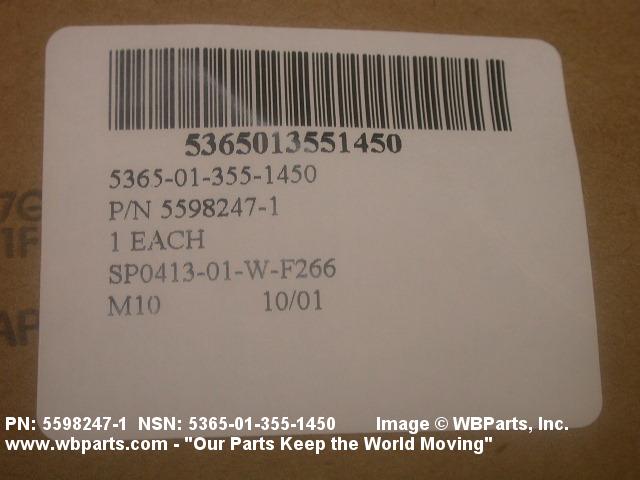 5365013551450
5365-01-355-1450
P/N 5598247-1
1 EACH
SP0413-01-W-F266
M10 10/01
PN: 5598247-1 NSN: 5365-01-355-1450 Image © WBParts, Inc.
www.wbparts.com - "Our Parts Keep the World Moving"